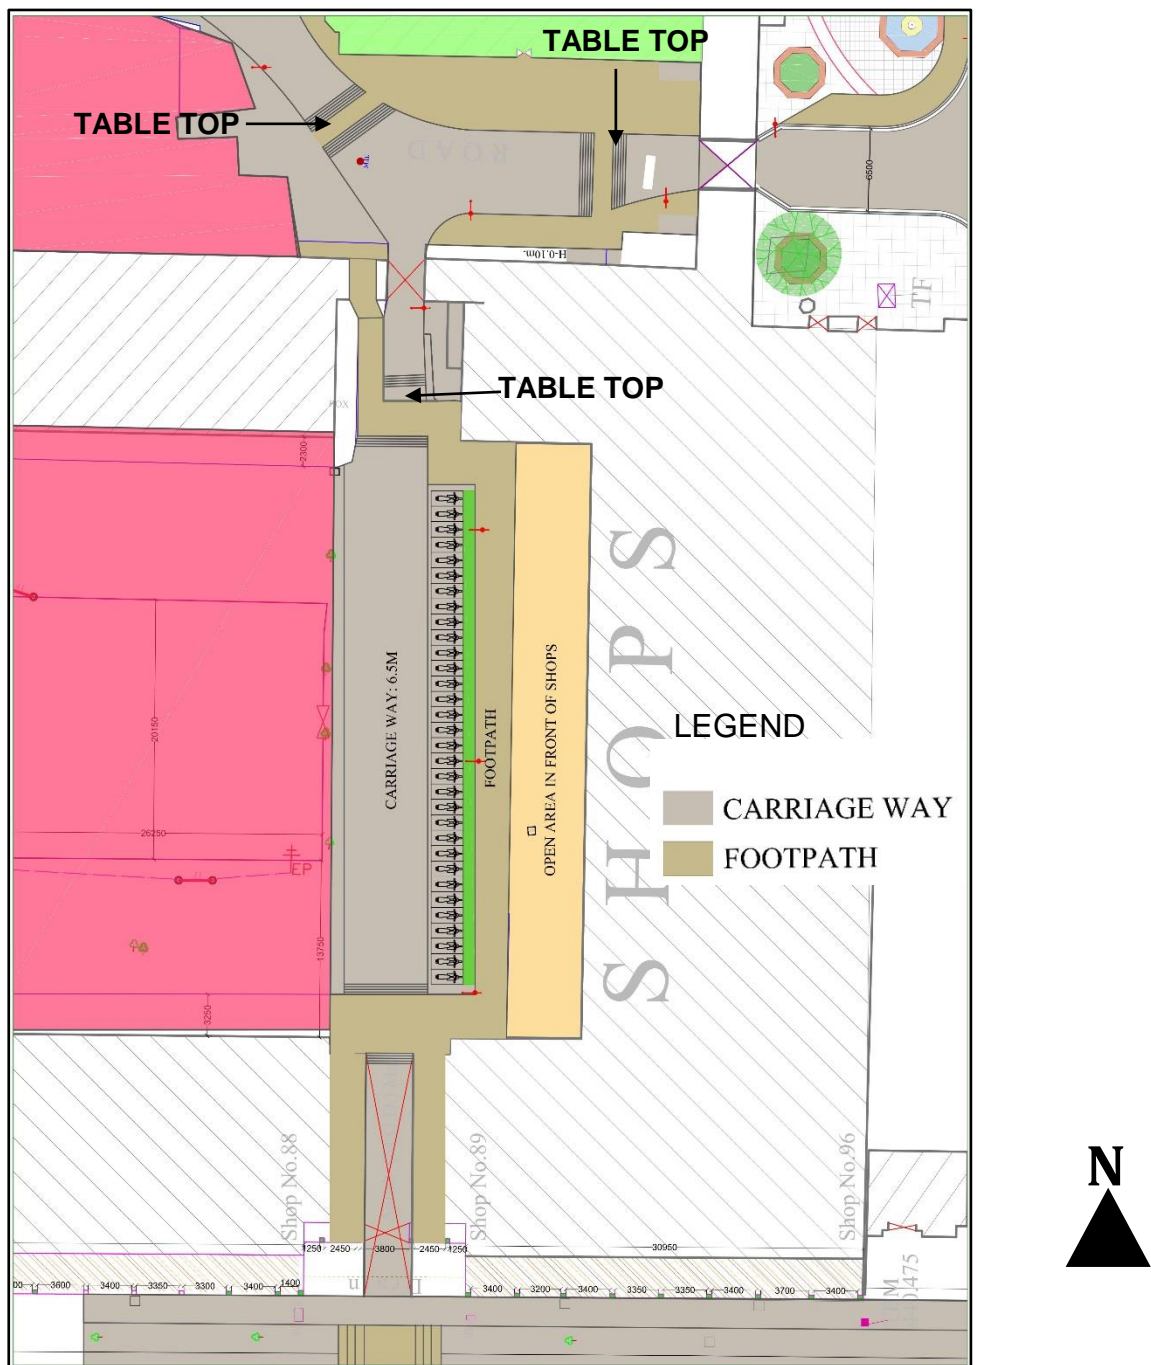 TABLE TOP
TABLE TOP
ROAD
6500
H-0.10m.
TF
TABLE TOP
2300
CARRIAGE WAY: 6.5M
FOOTPATH
OPEN AREA IN FRONT OF SHOPS
SHOPS
LEGEND
CARRIAGE WAY
FOOTPATH
20150
26250
EP
13750
3250
N
Shop No.88
Shop No.89
Shop No.96
1250 2450 3800 2450 1250
30950
3600 3400 3350 3300 3400 1400
3400 3200 3350 3400 3700 3400